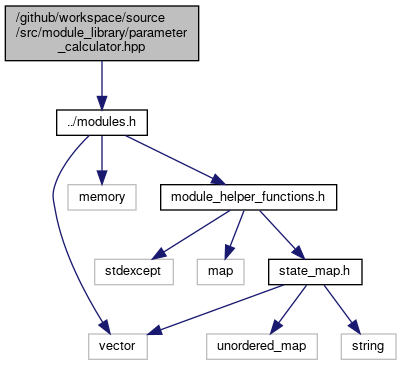 /github/workspace/source
/src/module_library/parameter
_calculator.hpp
../modules.h
memory
module_helper_functions.h
stdexcept
map
state_map.h
vector
unordered_map
string